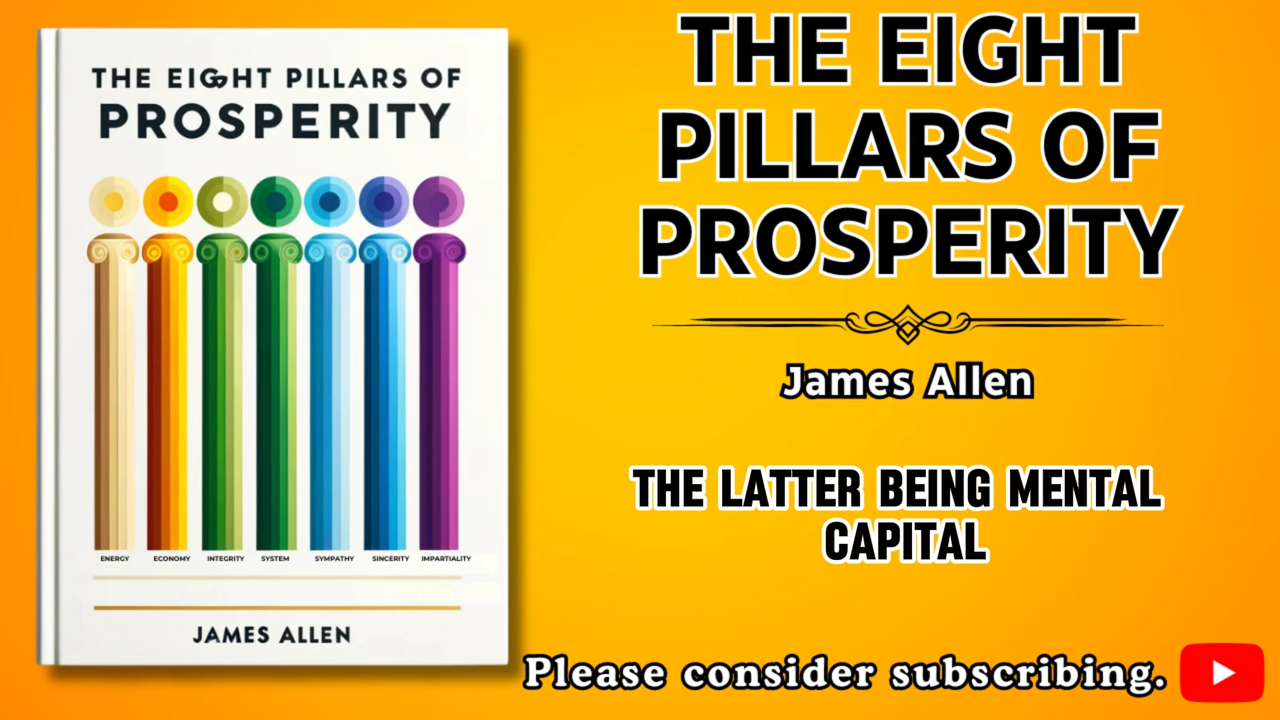 THE EIGHT PILLARS OF
PROSPERITY
ENERGY ECONOMY INTEGRITY SYSTEM SYMPATHY SINCERITY IMPARTIALITY
JAMES ALLEN
THE EIGHT
PILLARS OF
PROSPERITY
James Allen
THE LATTER BEING MENTAL
CAPITAL
Please consider subscribing.